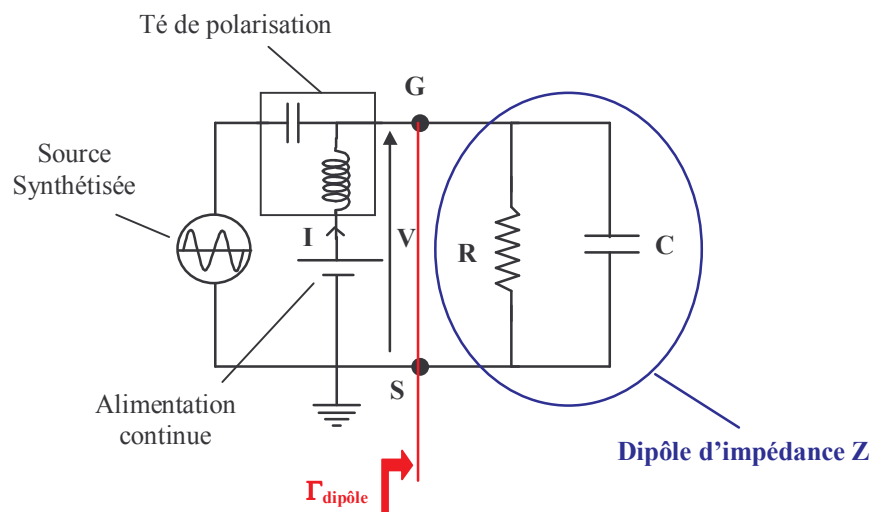 Té de polarisation
G
Source
Synthétisée
I
V
R
C
S
Alimentation
continue
Dipôle d'impédance Z
Γdipôle